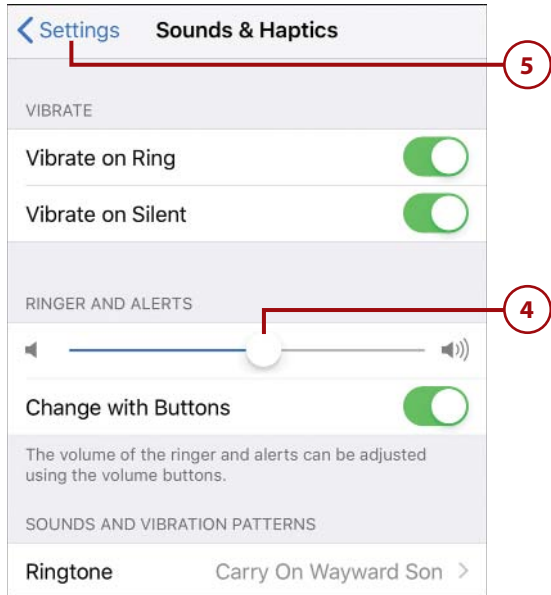 Settings Sounds & Haptics
5
VIBRATE
Vibrate on Ring
Vibrate on Silent
RINGER AND ALERTS
4
Change with Buttons
The volume of the ringer and alerts can be adjusted
using the volume buttons.
SOUNDS AND VIBRATION PATTERNS
Ringtone Carry On Wayward Son